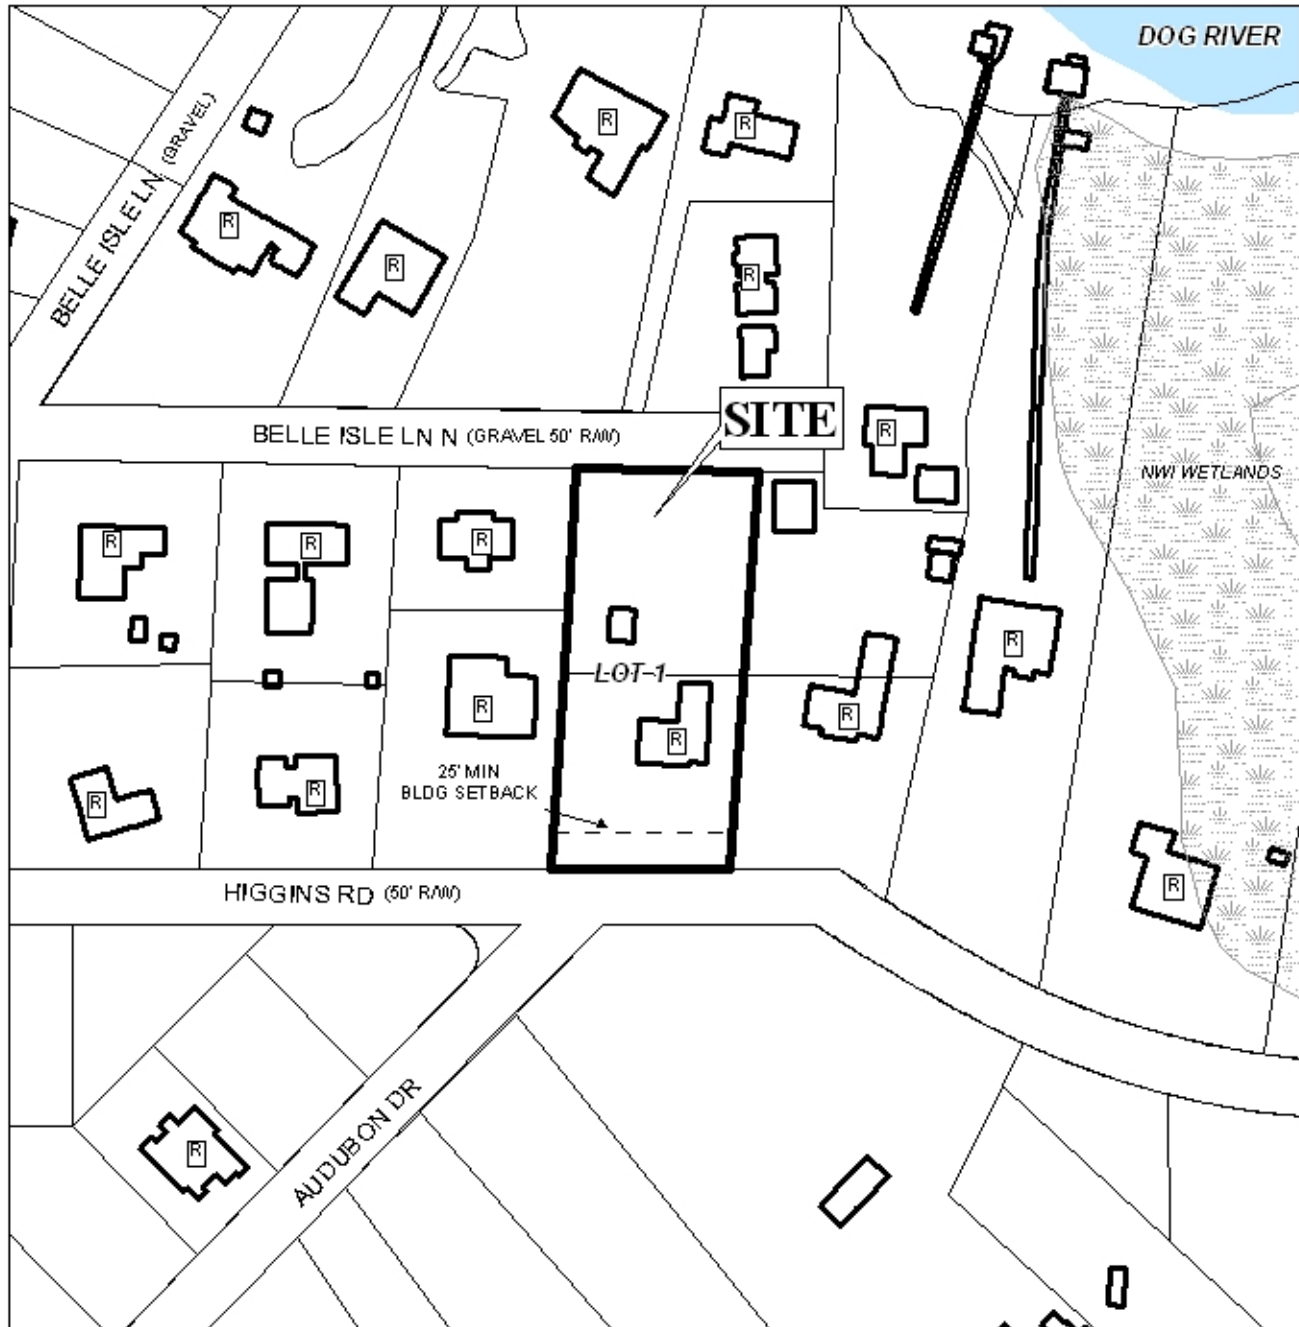 DOG RIVER
BELLE ISLE LN (GRAVEL)
R
R
R
R
R
R
SITE
BELLE ISLE LN N (GRAVEL 50' R/W)
NWI WETLANDS
R
R
R
R
LOT 1
R
R
R
25' MIN
BLDG SETBACK
R
R
R
HIGGINS RD (50' R/W)
AUDUBON DR
R